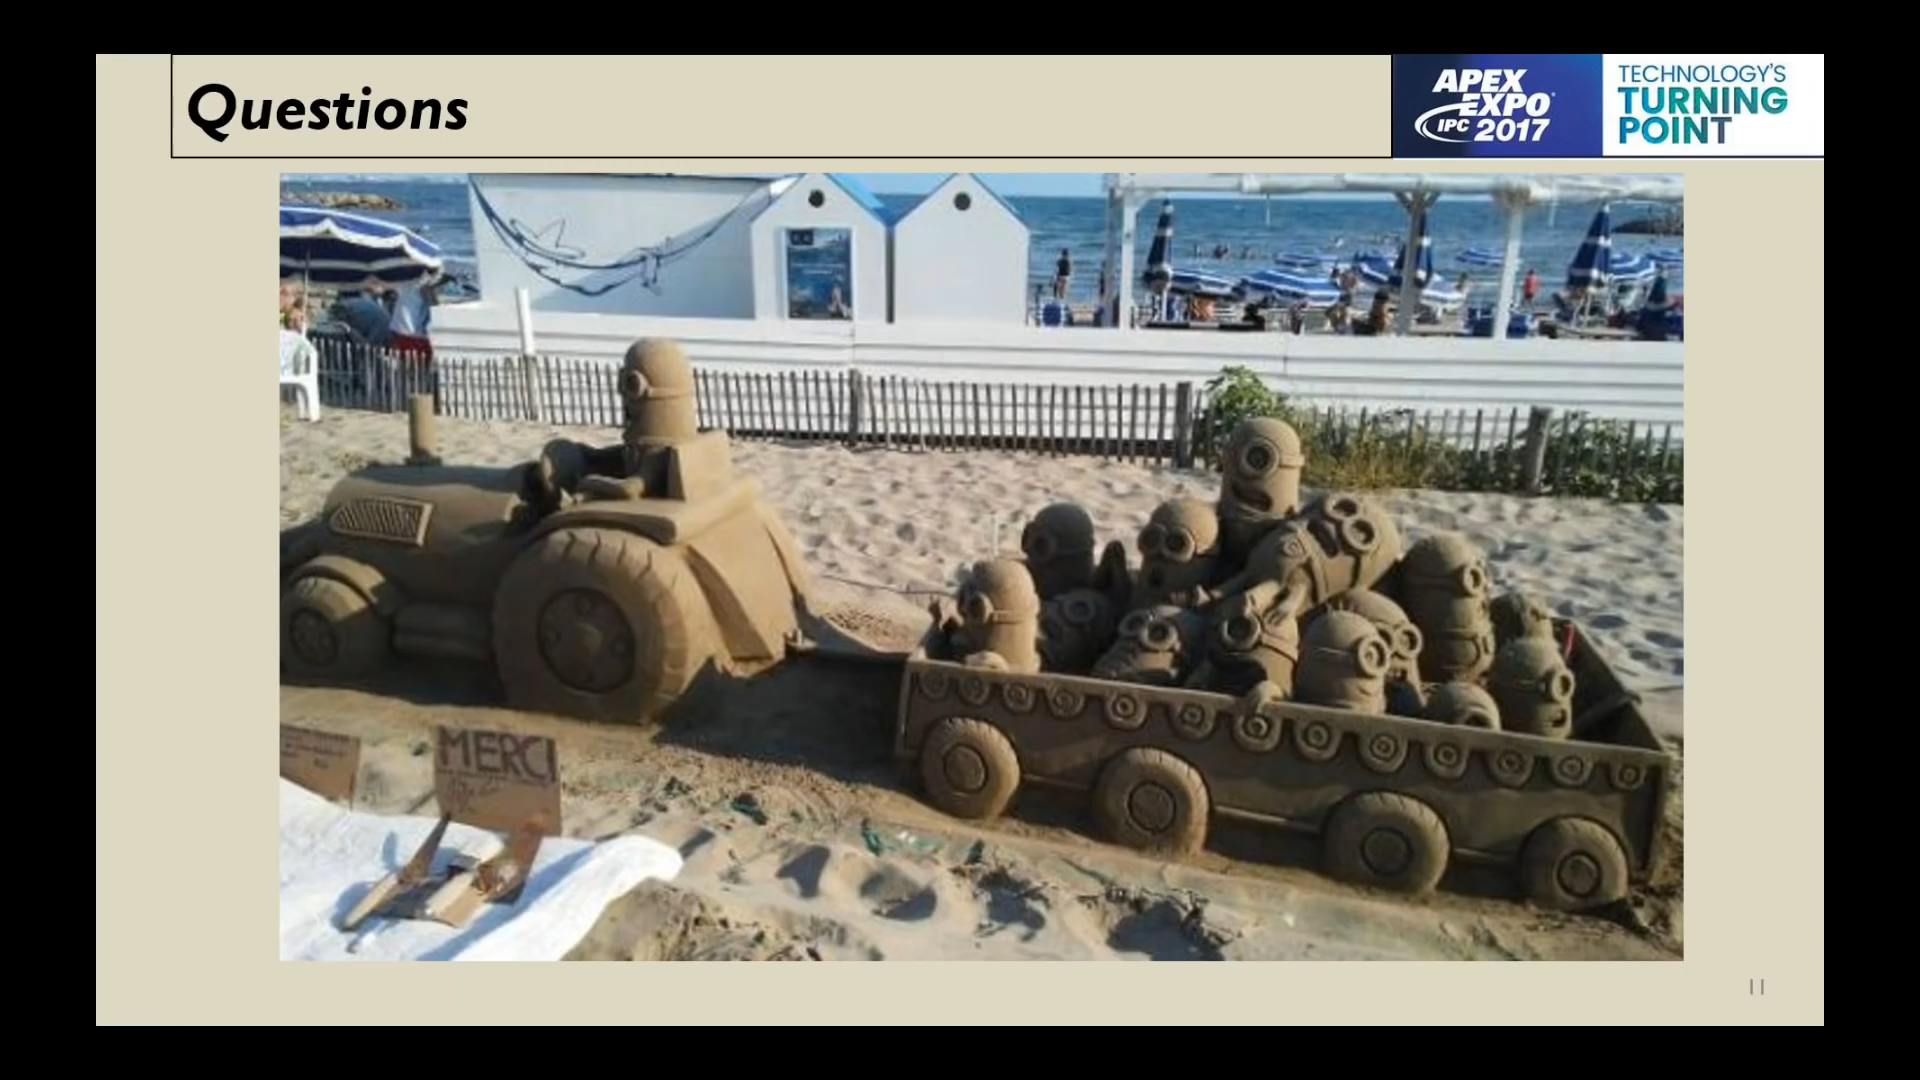 Questions
APEX
EXPO
IPC 2017
TECHNOLOGY'S
TURNING
POINT
MERCI
11